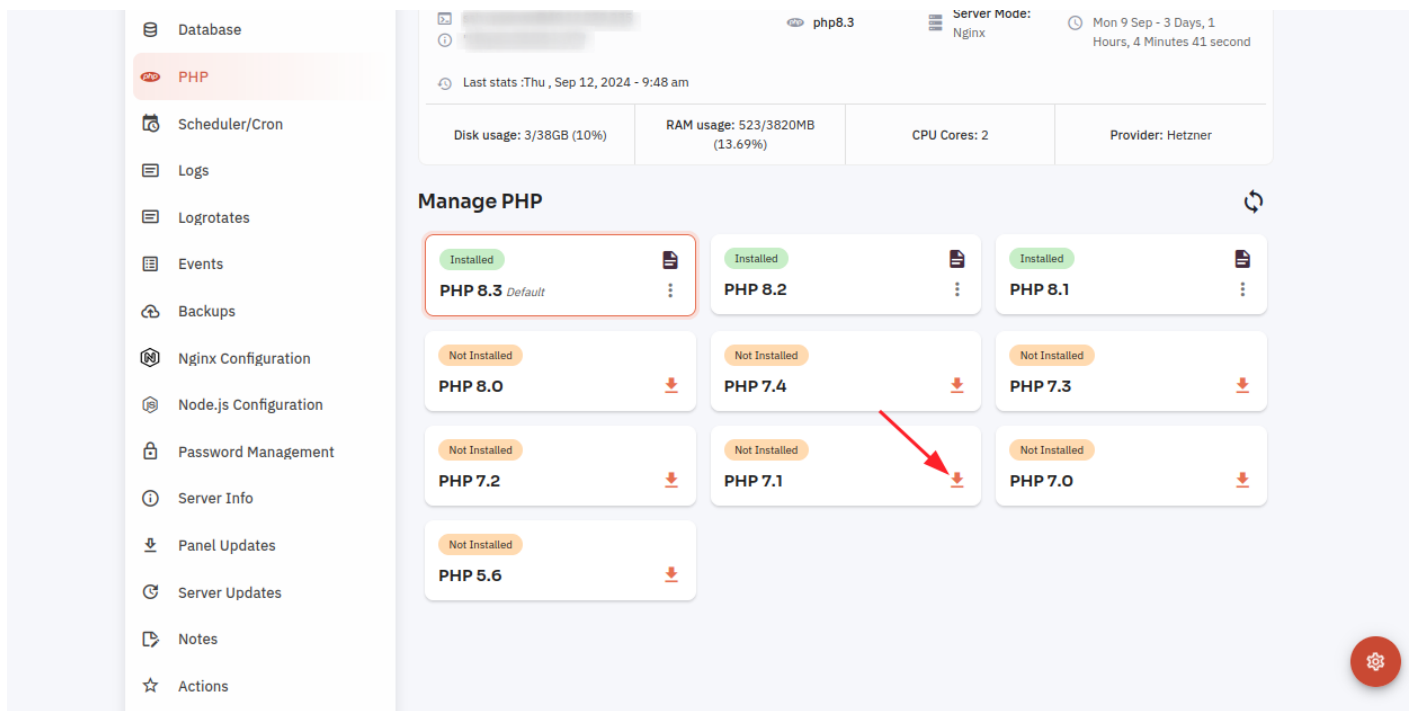 Database
PHP
Scheduler/Cron
Logs
Logrotates
Events
Backups
Nginx Configuration
Node.js Configuration
Password Management
Server Info
Panel Updates
Server Updates
Notes
Actions
php8.3
Server Mode:
Nginx
Mon 9 Sep - 3 Days, 1
Hours, 4 Minutes 41 second
Last stats :Thu , Sep 12, 2024 - 9:48 am
Disk usage: 3/38GB (10%)
RAM usage: 523/3820MB
(13.69%)
CPU Cores: 2
Provider: Hetzner
Manage PHP
Installed
PHP 8.3 Default
Installed
PHP 8.2
Installed
PHP 8.1
Not Installed
PHP 8.0
Not Installed
PHP 7.4
Not Installed
PHP 7.3
Not Installed
PHP 7.2
Not Installed
PHP 7.1
Not Installed
PHP 7.0
Not Installed
PHP 5.6